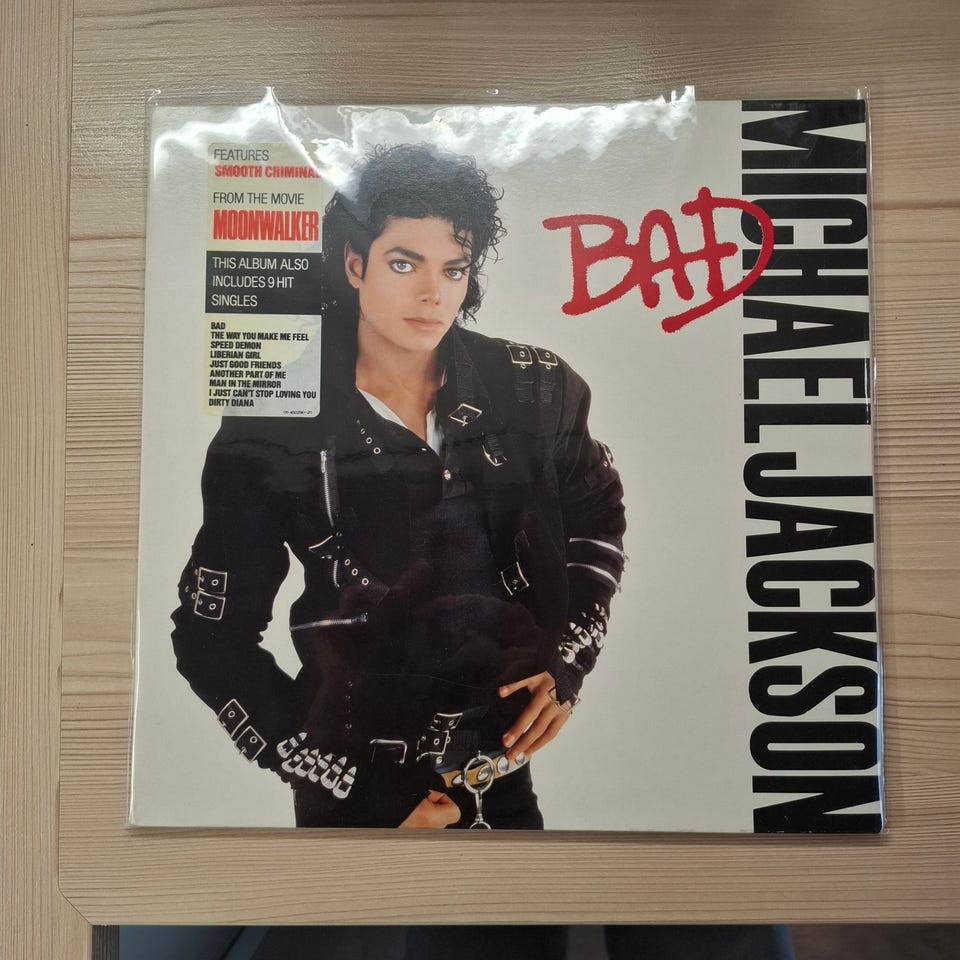 FEATURES
SMOOTH CRIMINAL
FROM THE MOVIE
MOONWALKER
THIS ALBUM ALSO
INCLUDES 9 HIT
SINGLES
BAD
THE WAY YOU MAKE ME FEEL
SPEED DEMON
LIBERIAN GIRL
JUST GOOD FRIENDS
ANOTHER PART OF ME
MAN IN THE MIRROR
I JUST CAN'T STOP LOVING YOU
DIRTY DIANA
BAD
MICHAEL JACKSON